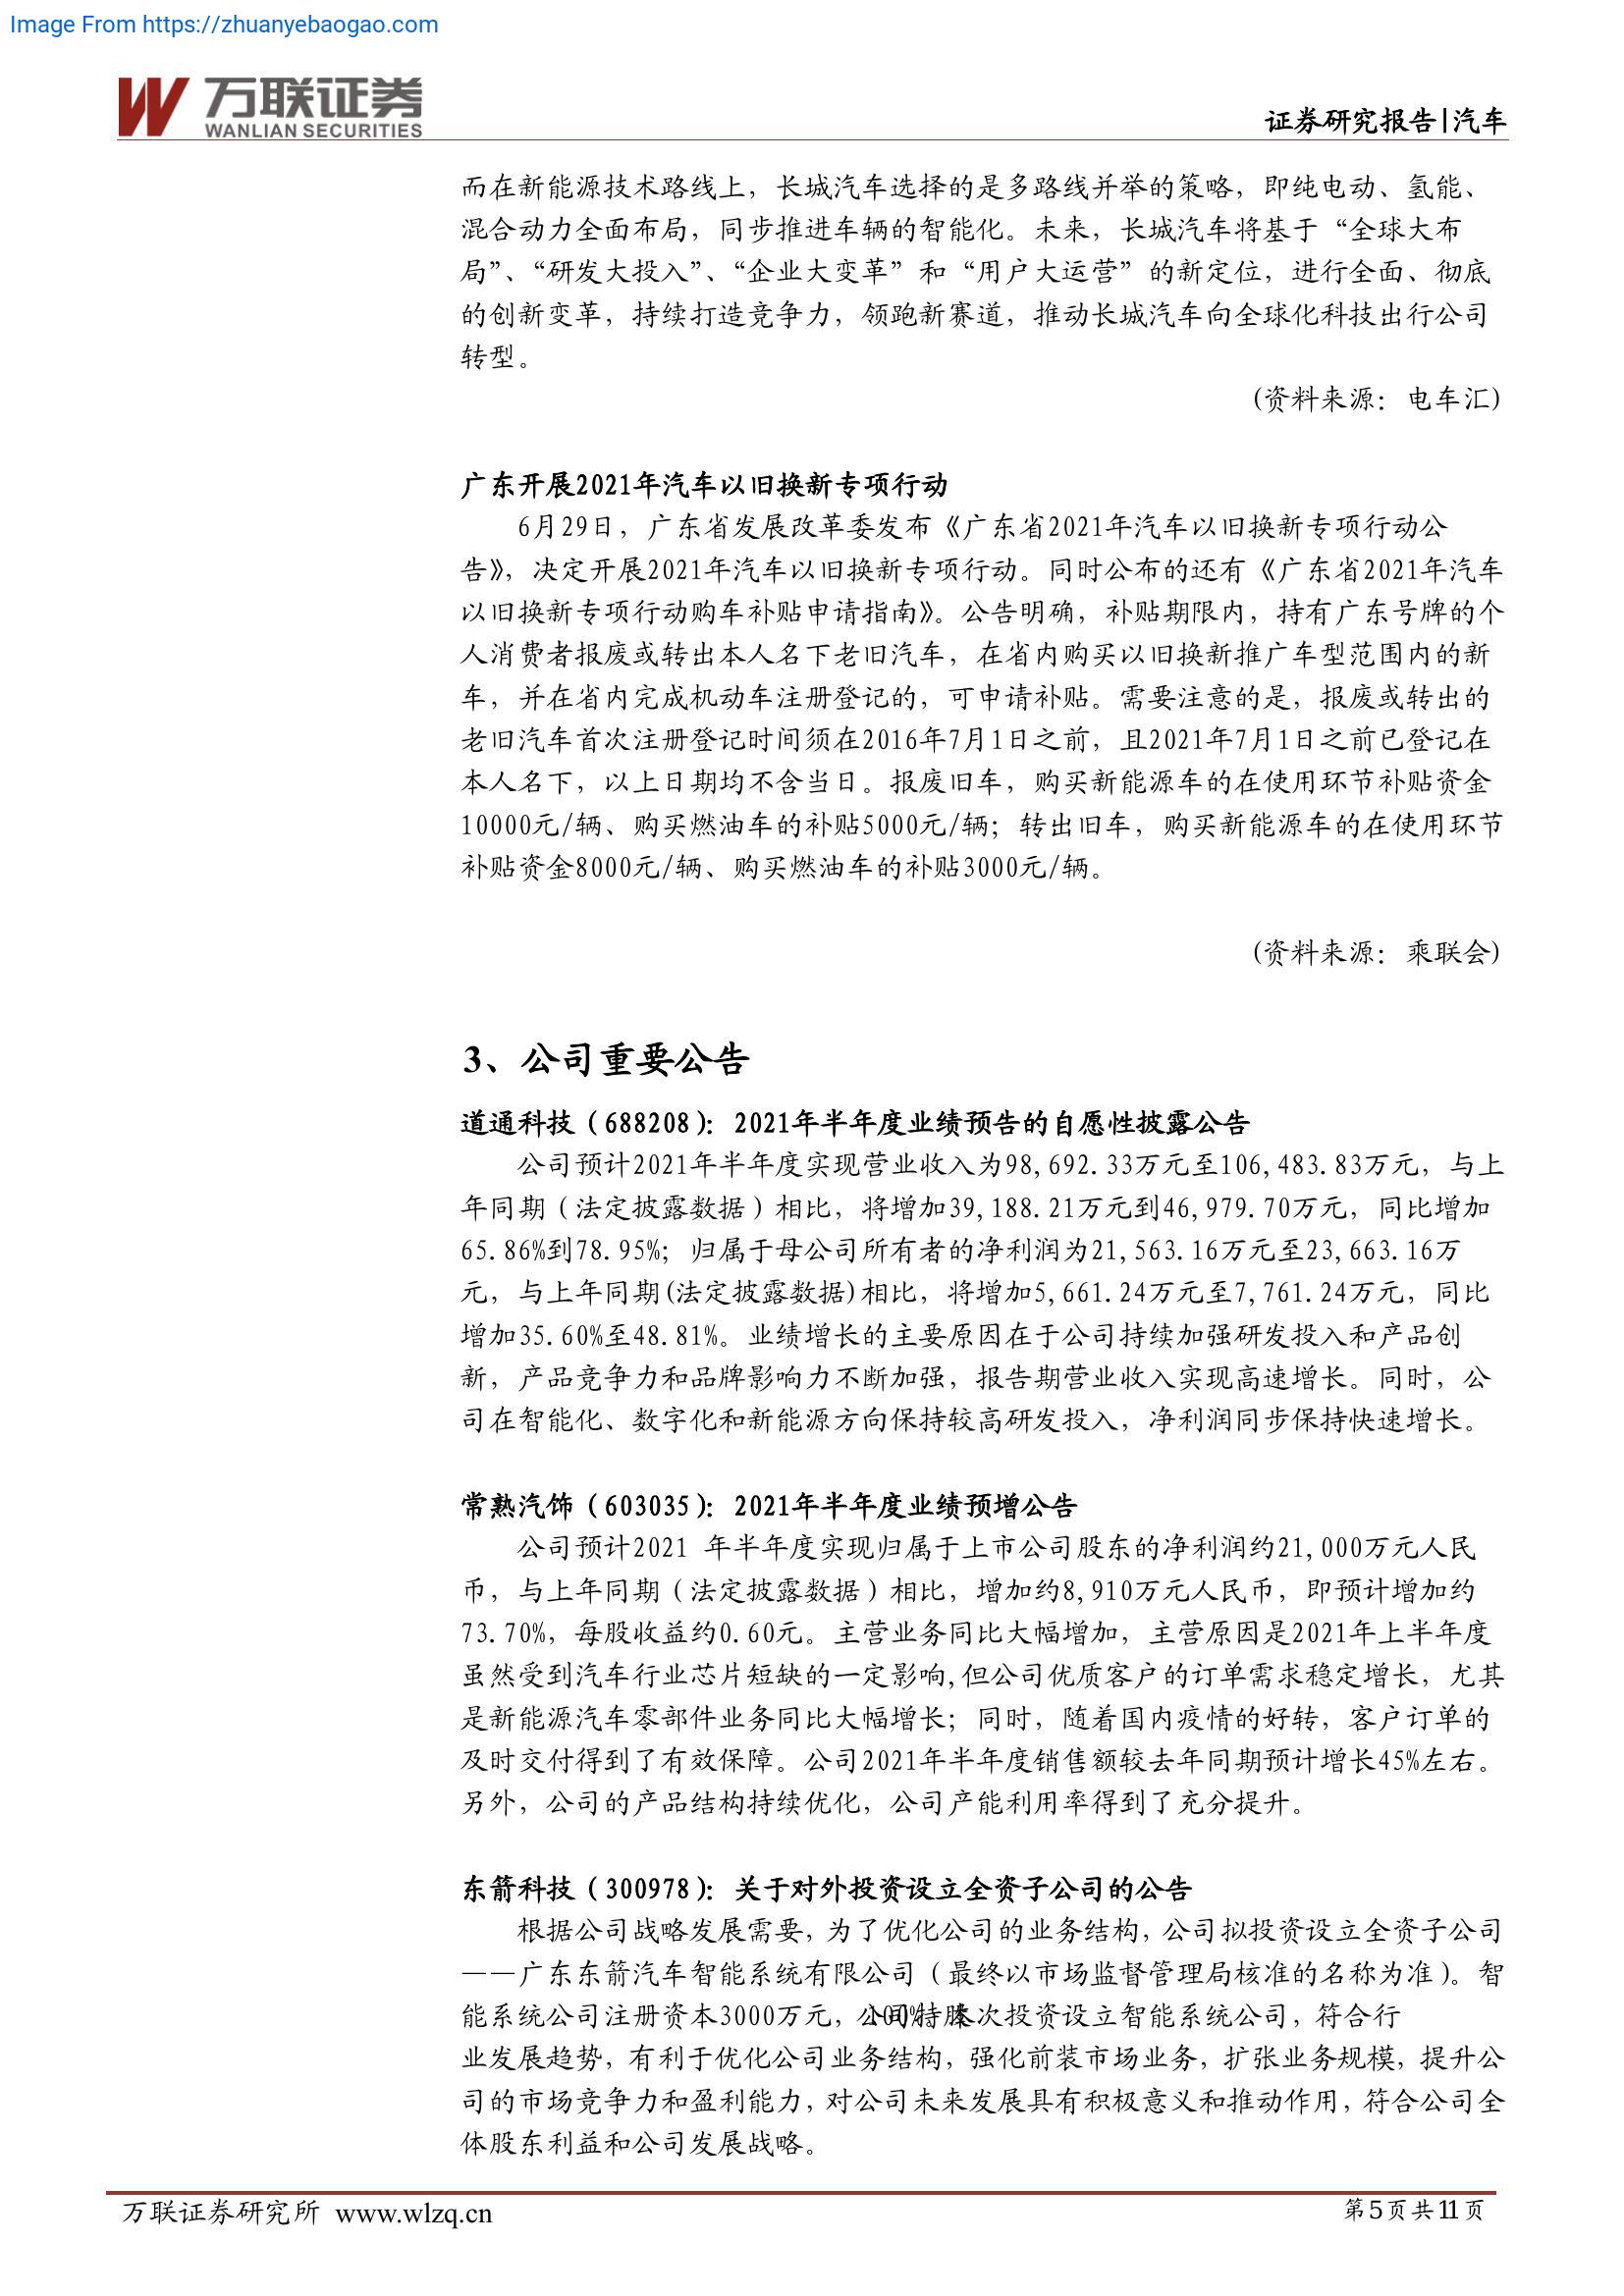 Image From https://zhuanyebaogao.com
万联证券
WANLIAN SECURITIES
证券研究报告|汽车
而在新能源技术路线上，长城汽车选择的是多路线并举的策略，即纯电动、氢能、
混合动力全面布局，同步推进车辆的智能化。未来，长城汽车将基于“全球大布
局”、“研发大投入”、“企业大变革”和“用户大运营”的新定位，进行全面、彻底
的创新变革，持续打造竞争力，领跑新赛道，推动长城汽车向全球化科技出行公司
转型。
(资料来源：电车汇)
广东开展2021年汽车以旧换新专项行动
6月29日，广东省发展改革委发布《广东省2021年汽车以旧换新专项行动公
告》，决定开展2021年汽车以旧换新专项行动。同时公布的还有《广东省2021年汽车
以旧换新专项行动购车补贴申请指南》。公告明确，补贴期限内，持有广东号牌的个
人消费者报废或转出本人名下老旧汽车，在省内购买以旧换新推广车型范围内的新
车，并在省内完成机动车注册登记的，可申请补贴。需要注意的是，报废或转出的
老旧汽车首次注册登记时间须在2016年7月1日之前，且2021年7月1日之前已登记在
本人名下，以上日期均不含当日。报废旧车，购买新能源车的在使用环节补贴资金
10000元/辆、购买燃油车的补贴5000元/辆；转出旧车，购买新能源车的在使用环节
补贴资金8000元/辆、购买燃油车的补贴3000元/辆。
(资料来源：乘联会)
3、公司重要公告
道通科技（688208）：2021年半年度业绩预告的自愿性披露公告
公司预计2021年半年度实现营业收入为98,692.33万元至106,483.83万元，与上
年同期（法定披露数据）相比，将增加39,188.21万元到46,979.70万元，同比增加
65.86%到78.95%；归属于母公司所有者的净利润为21,563.16万元至23,663.16万
元，与上年同期(法定披露数据)相比，将增加5,661.24万元至7,761.24万元，同比
增加35.60%至48.81%。业绩增长的主要原因在于公司持续加强研发投入和产品创
新，产品竞争力和品牌影响力不断加强，报告期营业收入实现高速增长。同时，公
司在智能化、数字化和新能源方向保持较高研发投入，净利润同步保持快速增长。
常熟汽饰（603035）：2021年半年度业绩预增公告
公司预计2021 年半年度实现归属于上市公司股东的净利润约21,000万元人民
币，与上年同期（法定披露数据）相比，增加约8,910万元人民币，即预计增加约
73.70%，每股收益约0.60元。主营业务同比大幅增加，主营原因是2021年上半年度
虽然受到汽车行业芯片短缺的一定影响,但公司优质客户的订单需求稳定增长，尤其
是新能源汽车零部件业务同比大幅增长；同时，随着国内疫情的好转，客户订单的
及时交付得到了有效保障。公司2021年半年度销售额较去年同期预计增长45%左右。
另外，公司的产品结构持续优化，公司产能利用率得到了充分提升。
东箭科技（300978）：关于对外投资设立全资子公司的公告
根据公司战略发展需要，为了优化公司的业务结构，公司拟投资设立全资子公司
——广东东箭汽车智能系统有限公司（最终以市场监督管理局核准的名称为准）。智
能系统公司注册资本3000万元，公司持股100%。本次投资设立智能系统公司，符合行
业发展趋势，有利于优化公司业务结构，强化前装市场业务，扩张业务规模，提升公
司的市场竞争力和盈利能力，对公司未来发展具有积极意义和推动作用，符合公司全
体股东利益和公司发展战略。
万联证券研究所 www.wlzq.cn
第5页共11页